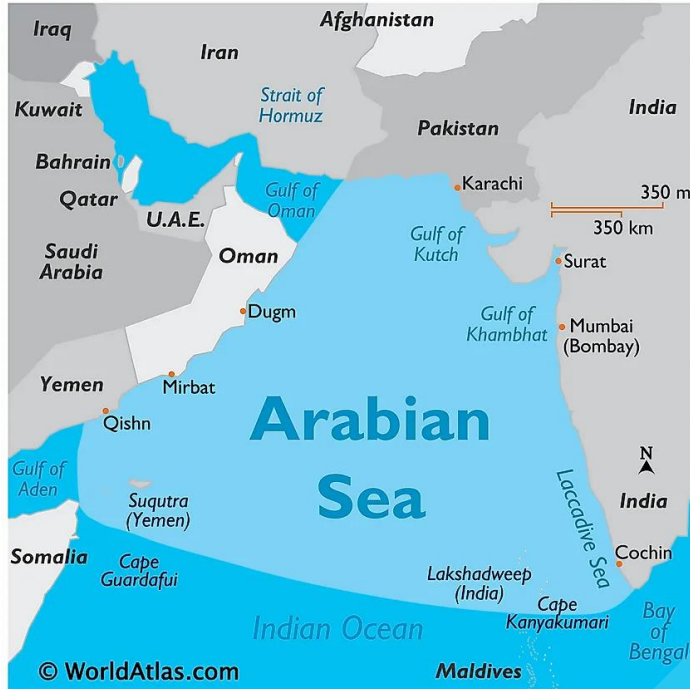 Afghanistan
Iraq
Iran
Strait of
Hormuz
Kuwait
India
Pakistan
Bahrain
Karachi
Qatar
Gulf of
Oman
350 m
U.A.E.
350 km
Gulf of
Kutch
Saudi
Arabia
Oman
Surat
Dugm
Gulf of
Khambhat
Mumbai
(Bombay)
Yemen
Mirbat
Arabian
Sea
Qishn
N
Gulf of
Aden
Suqutra
(Yemen)
Laccadive Sea
India
Somalia
Cape
Guardafui
Cochin
Lakshadweep
(India)
Cape
Kanyakumari
Bay
of
Bengal
Indian Ocean
© WorldAtlas.com
Maldives